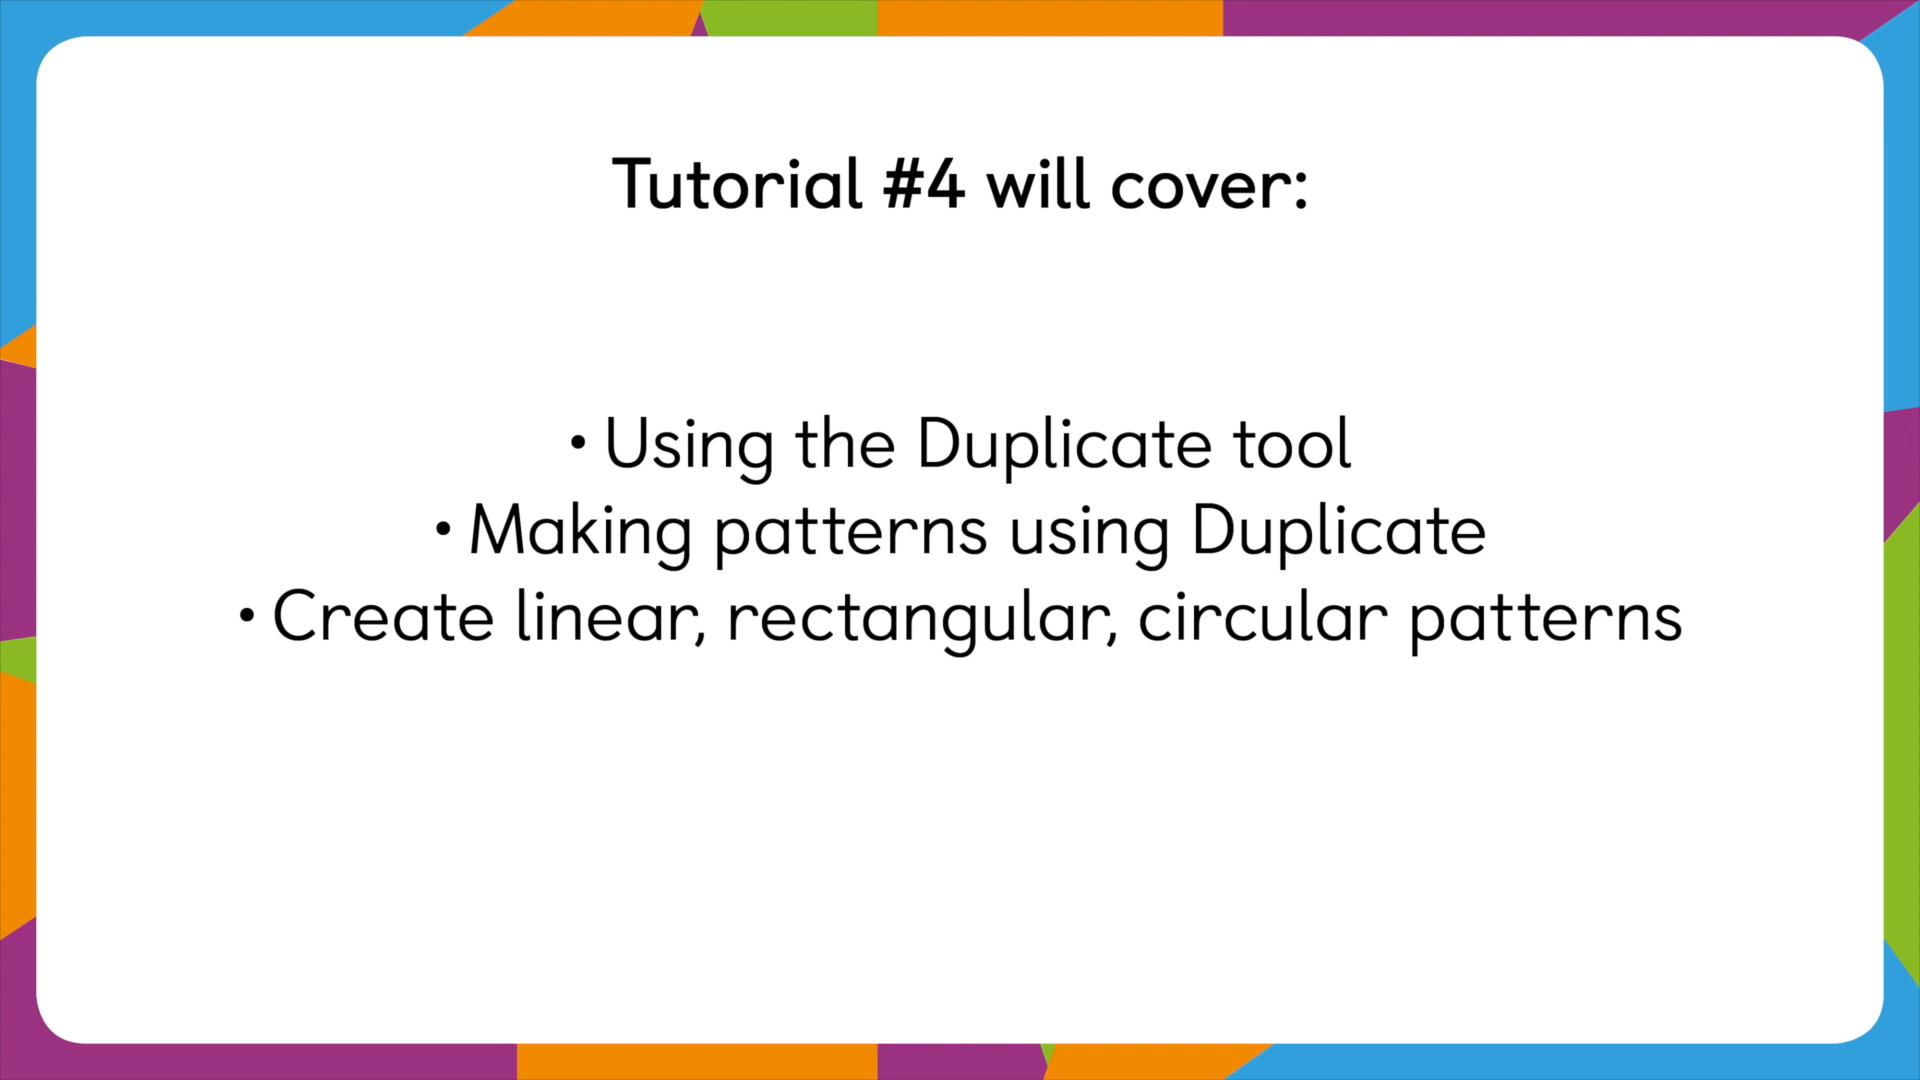 Tutorial #4 will cover:
• Using the Duplicate tool
• Making patterns using Duplicate
• Create linear, rectangular, circular patterns